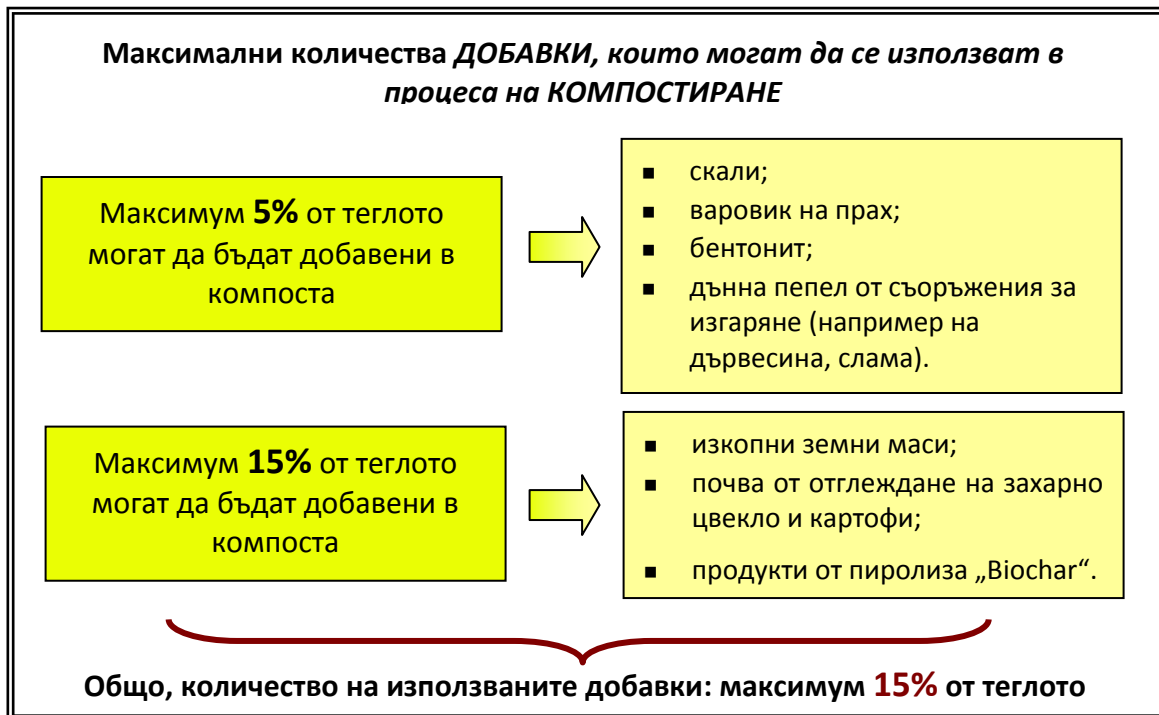 Максимални количества ДОБАВКИ, които могат да се използват в
процеса на КОМПОСТИРАНЕ
Максимум 5% от теглото
могат да бъдат добавени в
компоста
▪ скали;
▪ варовик на прах;
▪ бентонит;
▪ дънна пепел от съоръжения за
изгаряне (например на
дървесина, слама).
Максимум 15% от теглото
могат да бъдат добавени в
компоста
▪ изкопни земни маси;
▪ почва от отглеждане на захарно
цвекло и картофи;
▪ продукти от пиролиза „Biochar“.
Общо, количество на използваните добавки: максимум 15% от теглото